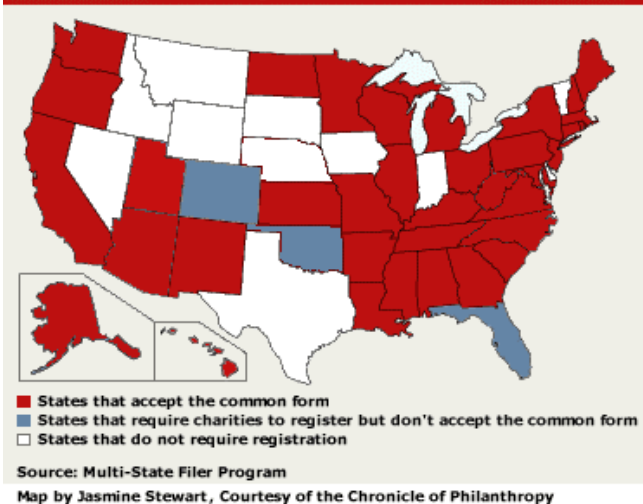 States that accept the common form
States that require charities to register but don't accept the common form
States that do not require registration
Source: Multi-State Filer Program
Map by Jasmine Stewart, Courtesy of the Chronicle of Philanthropy